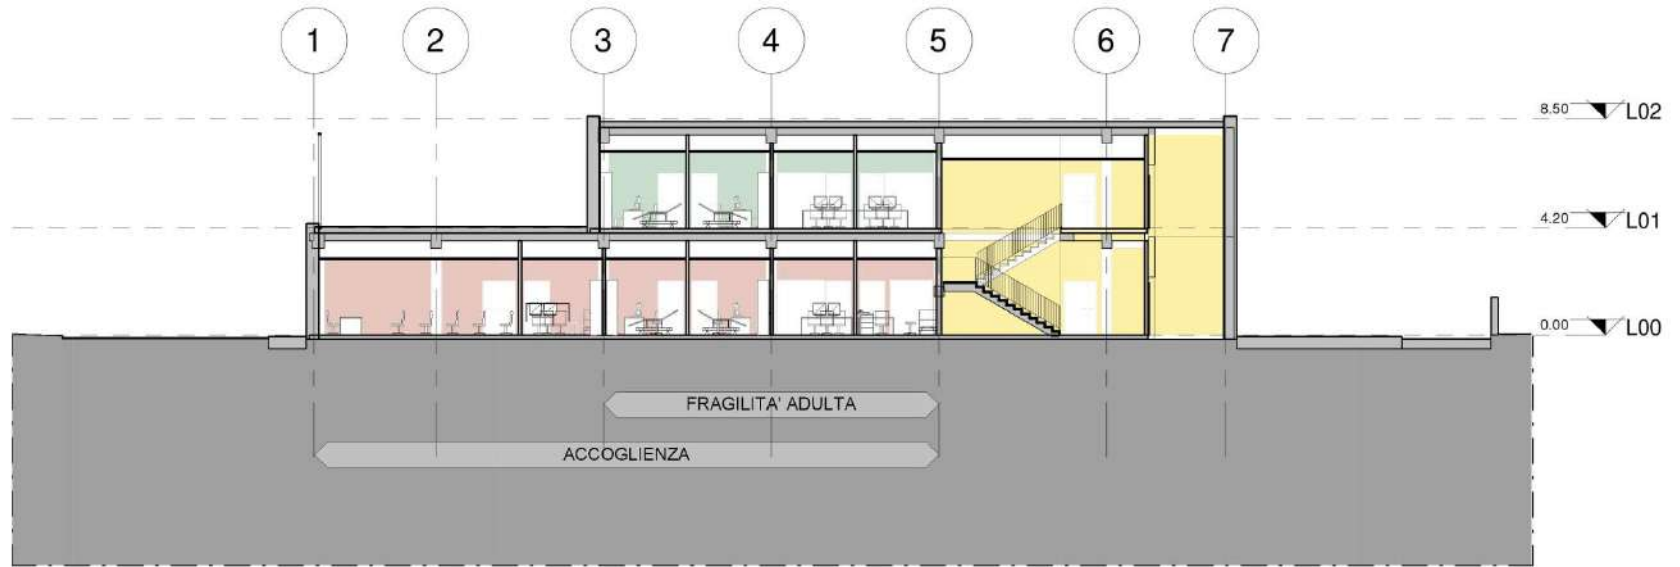 1 2 3 4 5 6 7
8.50 L02
4.20 L01
0.00 L00
FRAGILITA' ADULTA
ACCOGLIENZA